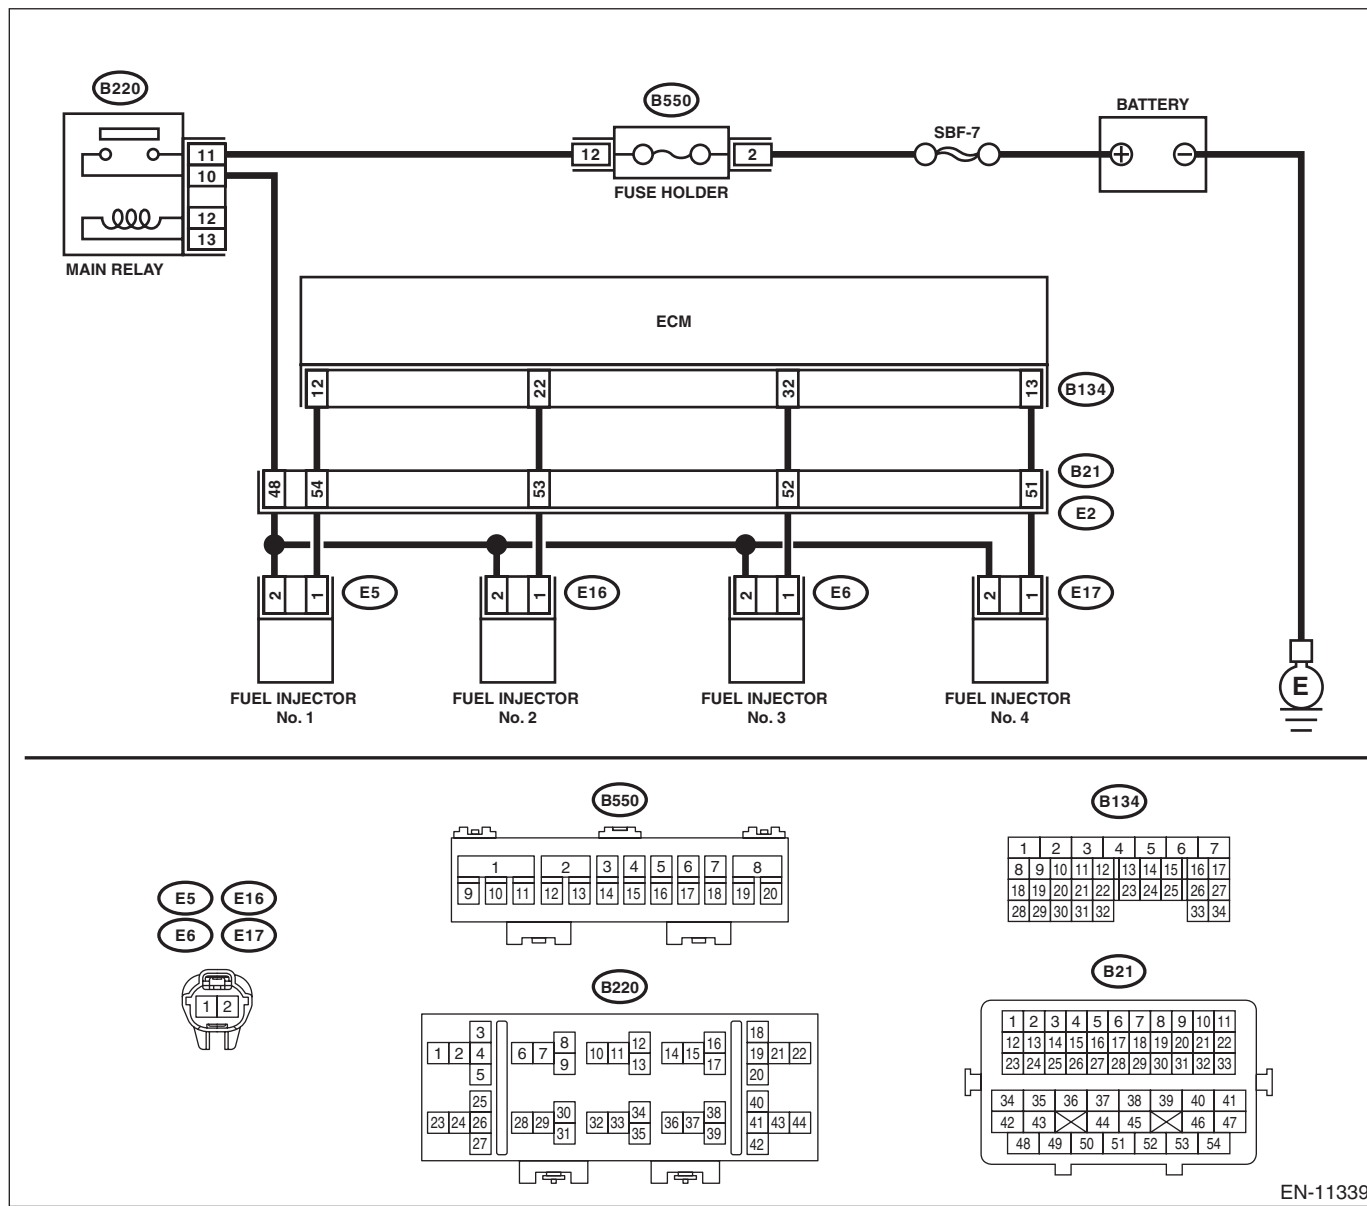 B220
B550
BATTERY
SBF-7
11
12
2
10
FUSE HOLDER
12
13
MAIN RELAY
ECM
12 22 32 13
B134
48 54 53 52 51
B21
E2
2 1 E5
2 1 E16
2 1 E6
2 1 E17
FUEL INJECTOR
No. 1
FUEL INJECTOR
No. 2
FUEL INJECTOR
No. 3
FUEL INJECTOR
No. 4
E
E5 E16
E6 E17
1 2
B550
1 2 3 4 5 6 7 8
9 10 11 12 13 14 15 16 17 18 19 20
B134
1 2 3 4 5 6 7
8 9 10 11 12 13 14 15 16 17
18 19 20 21 22 23 24 25 26 27
28 29 30 31 32 33 34
B220
3 8 12 16 18
1 2 4 6 7 10 11 14 15 19 21 22
5 9 13 17 20
25 30 34 38 40
23 24 26 28 29 32 33 36 37 41 43 44
27 31 35 39 42
B21
1 2 3 4 5 6 7 8 9 10 11
12 13 14 15 16 17 18 19 20 21 22
23 24 25 26 27 28 29 30 31 32 33
34 35 36 37 38 39 40 41
42 43 44 45 46 47
48 49 50 51 52 53 54
EN-11339